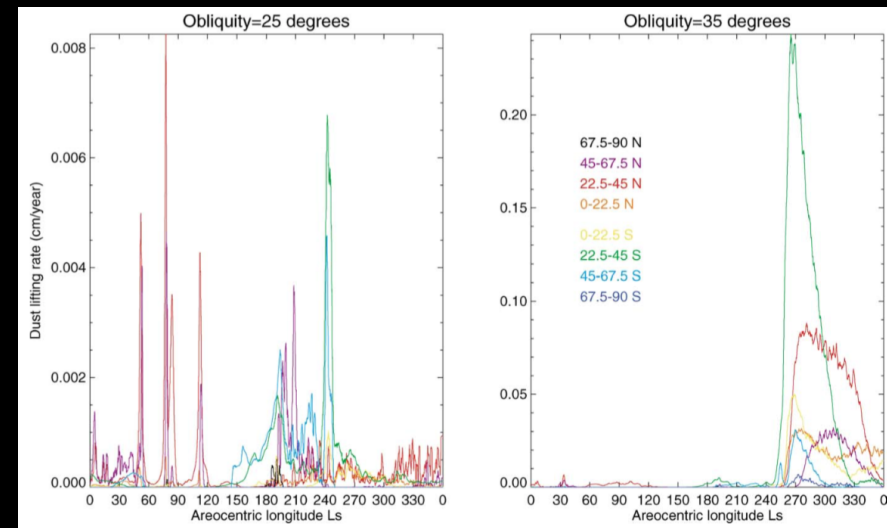 Obliquity=25 degrees
0.008
0.006
0.004
0.002
0.000
Dust lifting rate (cm/year)
0 30 60 90 120 150 180 210 240 270 300 330 0
Areocentric longitude Ls
Obliquity=35 degrees
0.20
0.15
0.10
0.05
0.00
67.5-90 N
45-67.5 N
22.5-45 N
0-22.5 N
0-22.5 S
22.5-45 S
45-67.5 S
67.5-90 S
0 30 60 90 120 150 180 210 240 270 300 330 0
Areocentric longitude Ls